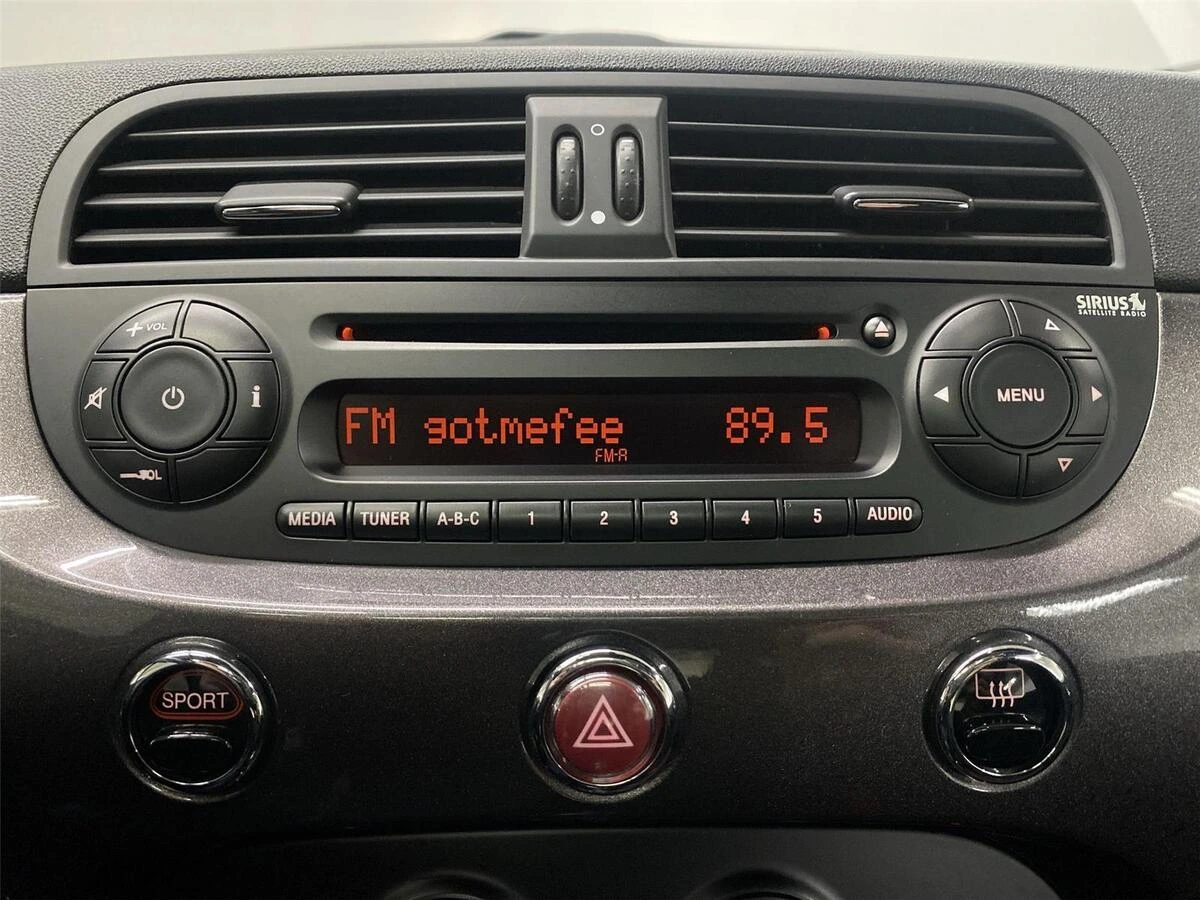 SIRIUS
SATELLITE RADIO
+ VOL
i
MENU
FM gotmefee 89.5
FM-A
MEDIA TUNER A-B-C 1 2 3 4 5 AUDIO
SPORT